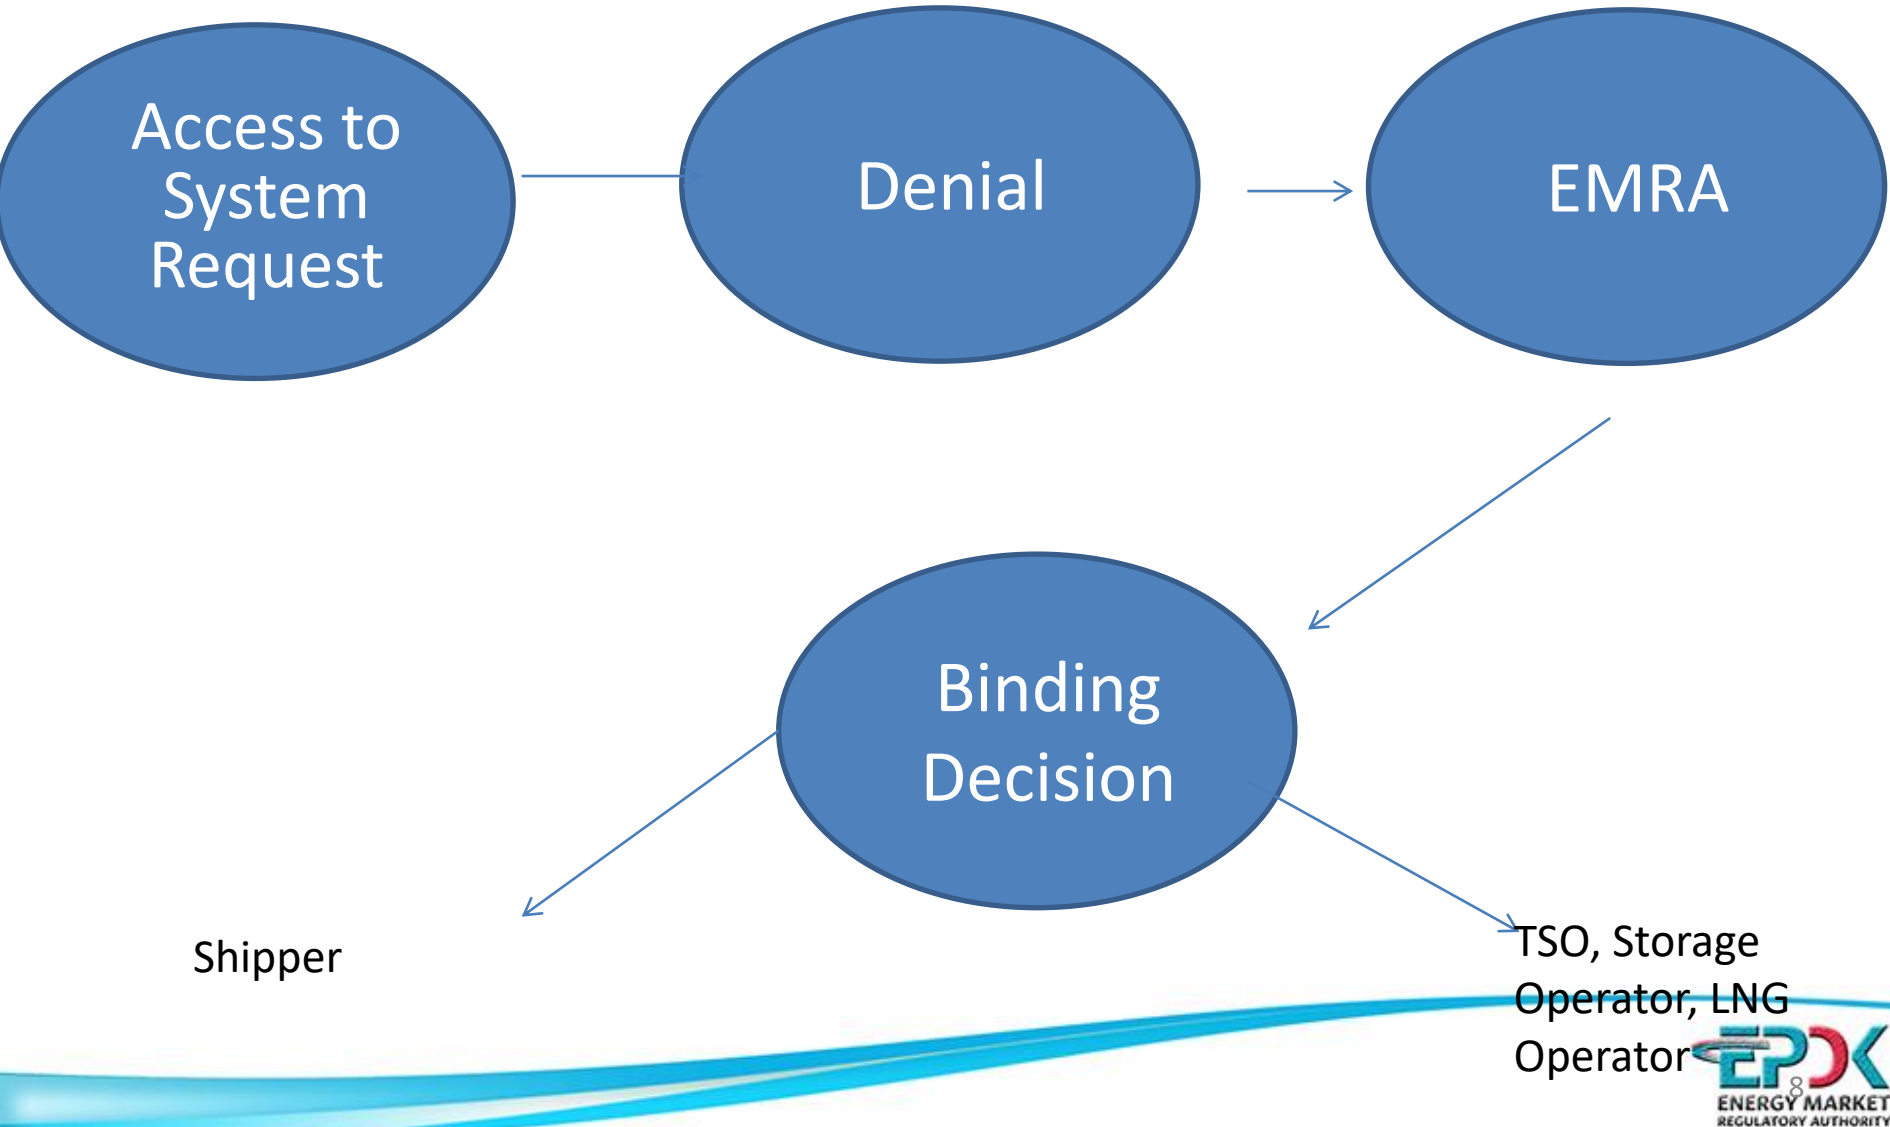 Access to
System
Request
Denial
EMRA
Binding
Decision
Shipper
TSO, Storage
Operator, LNG
Operator
EPDK
8
ENERGY MARKET
REGULATORY AUTHORITY